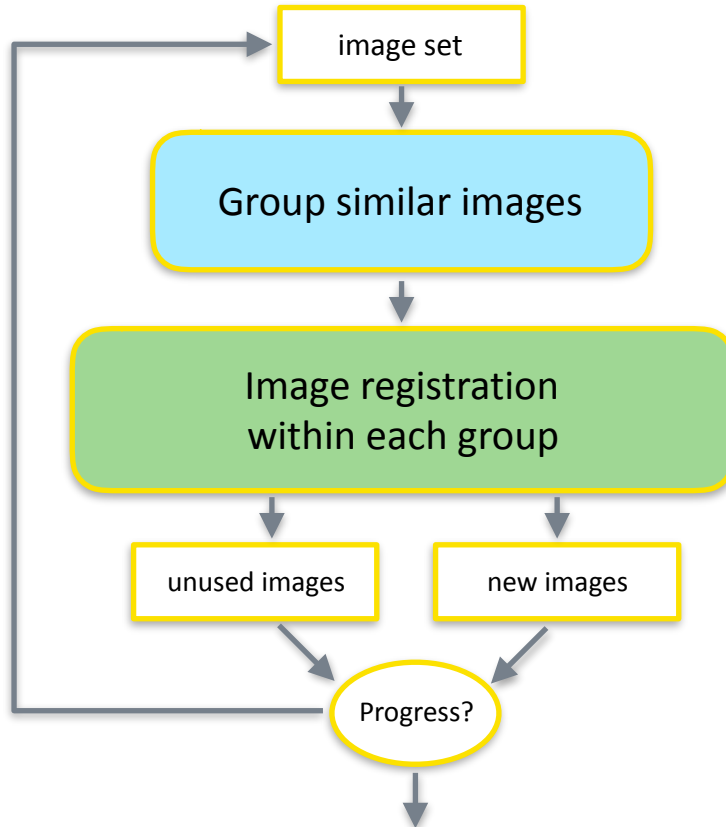 image set
Group similar images
Image registration
within each group
unused images
new images
Progress?